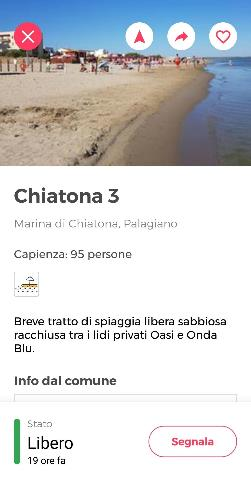 Chiatona 3
Marina di Chiatona, Palagiano
Capienza: 95 persone
Breve tratto di spiaggia libera sabbiosa
racchiusa tra i lidi privati Oasi e Onda
Blu.
Info dal comune
Stato
Libero
19 ore fa
Segnala